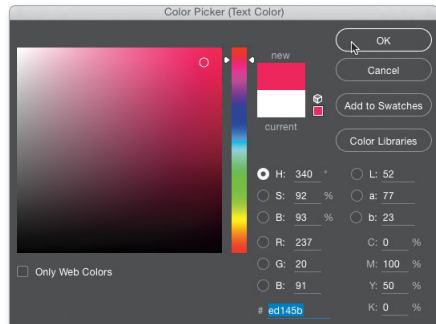 Color Picker (Text Color)
new
current
OK
Cancel
Add to Swatches
Color Libraries
H: 340 °
L: 52
S: 92 %
a: 77
B: 93 %
b: 23
R: 237
C: 0 %
G: 20
M: 100 %
B: 91
Y: 50 %
# ed145b
K: 0 %
Only Web Colors